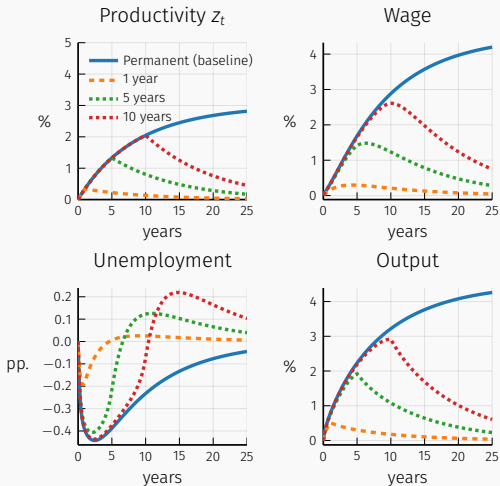 Productivity zt
Wage
5
4
3
2
1
0
%
Permanent (baseline)
1 year
5 years
10 years
0 5 10 15 20 25
years
4
3
2
1
0
%
0 5 10 15 20 25
years
Unemployment
Output
0.2
0.1
0.0
−0.1
−0.2
−0.3
−0.4
pp.
0 5 10 15 20 25
years
4
3
2
1
0
%
0 5 10 15 20 25
years